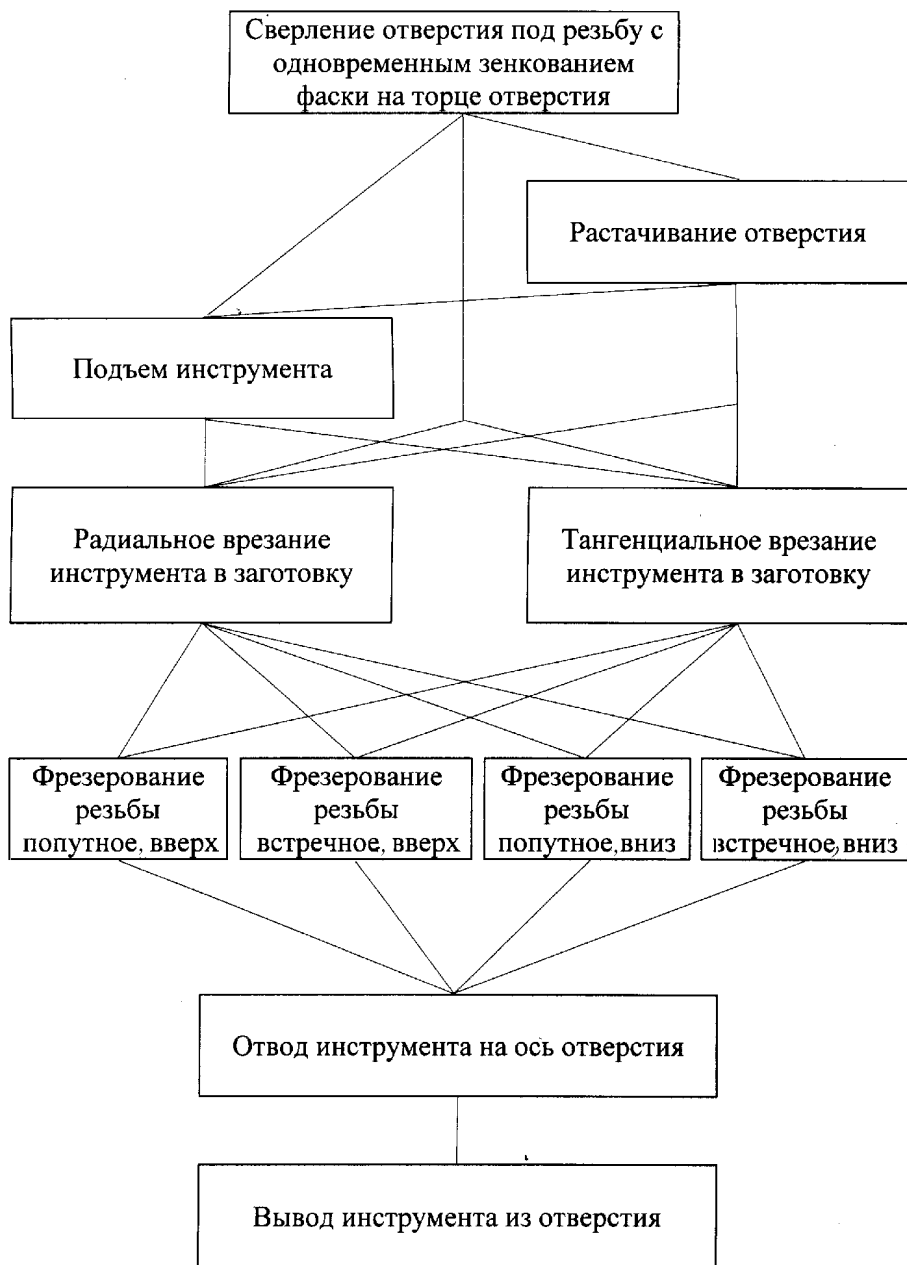 Сверление отверстия под резьбу с
одновременным зенкованием
фаски на торце отверстия
Растачивание отверстия
Подъем инструмента
Радиальное врезание
инструмента в заготовку
Тангенциальное врезание
инструмента в заготовку
Фрезерование
резьбы
попутное, вверх
Фрезерование
резьбы
встречное, вверх
Фрезерование
резьбы
попутное, вниз
Фрезерование
резьбы
встречное, вниз
Отвод инструмента на ось отверстия
Вывод инструмента из отверстия